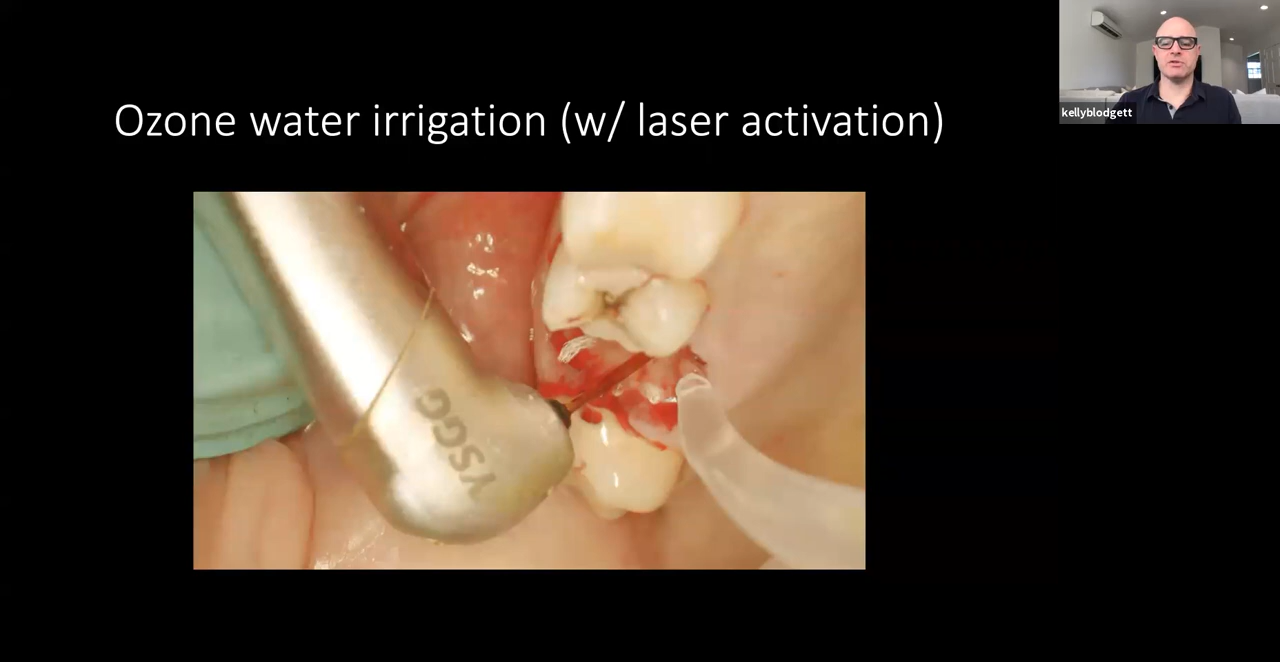 Ozone water irrigation (w/ laser activation)
kellyblodgett
YSGG